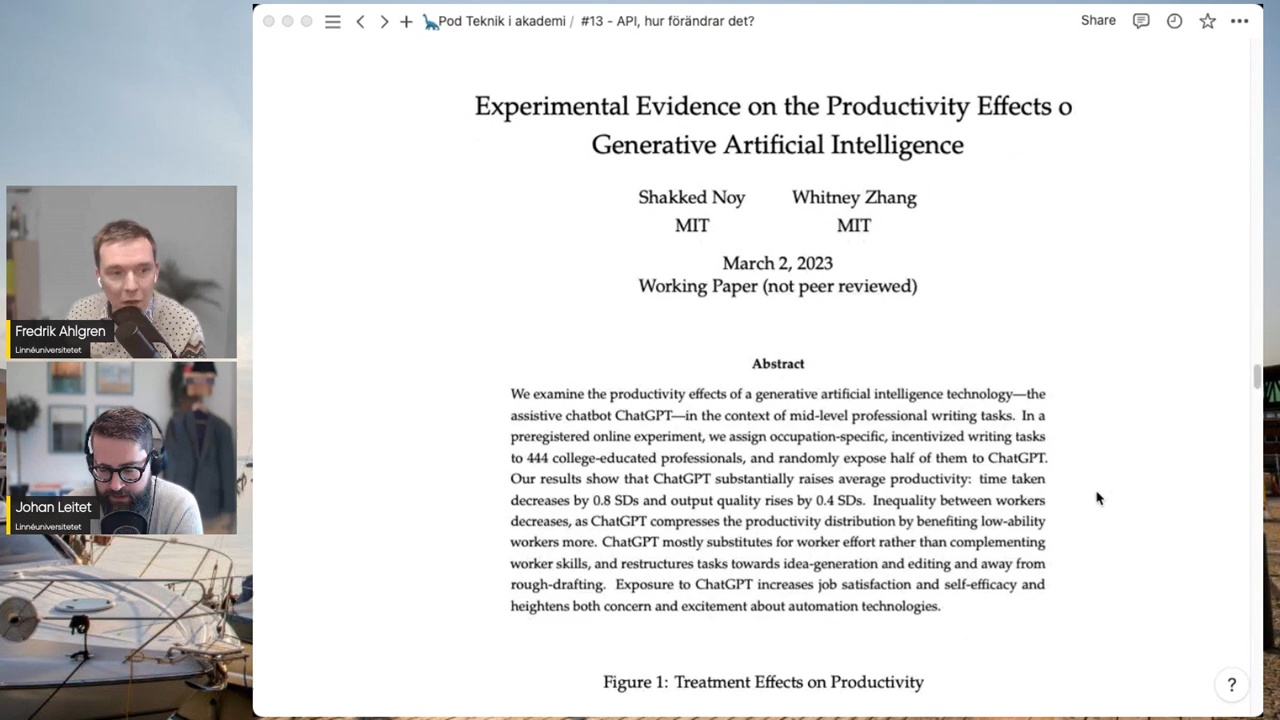 Pod Teknik i akademi / #13 - API, hur förändrar det?
Share
Experimental Evidence on the Productivity Effects o
Generative Artificial Intelligence
Shakked Noy Whitney Zhang
MIT MIT
March 2, 2023
Working Paper (not peer reviewed)
Abstract
We examine the productivity effects of a generative artificial intelligence technology—the
assistive chatbot ChatGPT—in the context of mid-level professional writing tasks. In a
preregistered online experiment, we assign occupation-specific, incentivized writing tasks
to 444 college-educated professionals, and randomly expose half of them to ChatGPT.
Our results show that ChatGPT substantially raises average productivity: time taken
decreases by 0.8 SDs and output quality rises by 0.4 SDs. Inequality between workers
decreases, as ChatGPT compresses the productivity distribution by benefiting low-ability
workers more. ChatGPT mostly substitutes for worker effort rather than complementing
worker skills, and restructures tasks towards idea-generation and editing and away from
rough-drafting. Exposure to ChatGPT increases job satisfaction and self-efficacy and
heightens both concern and excitement about automation technologies.
Figure 1: Treatment Effects on Productivity
?
Fredrik Ahlgren
Linnéuniversitetet
Johan Leitet
Linnéuniversitetet